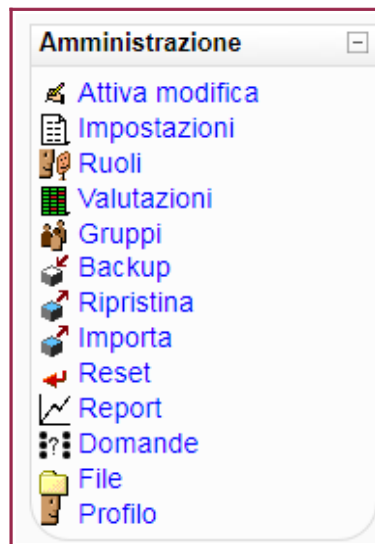 Amministrazione
Attiva modifica
Impostazioni
Ruoli
Valutazioni
Gruppi
Backup
Ripristina
Importa
Reset
Report
Domande
File
Profilo